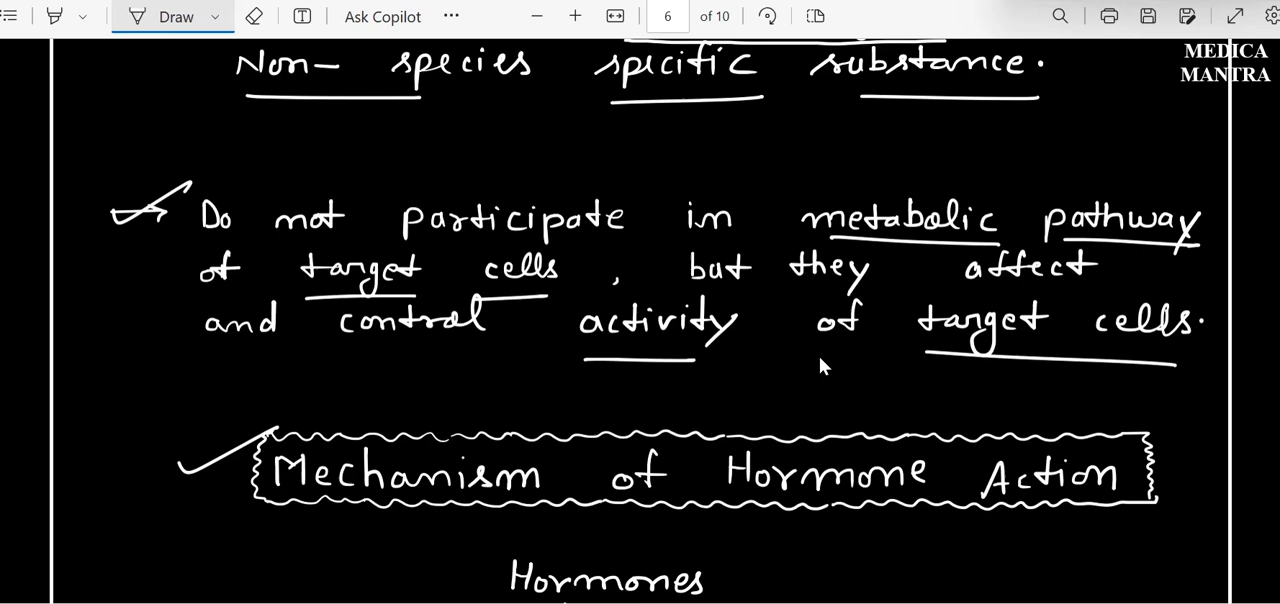 Draw
Ask Copilot
6 of 10
MEDICA
MANTRA
Non- species specific substance.
Do not participate in metabolic pathway
of target cells, but they affect
and control activity of target cells.
Mechanism of Hormone Action
Hormones